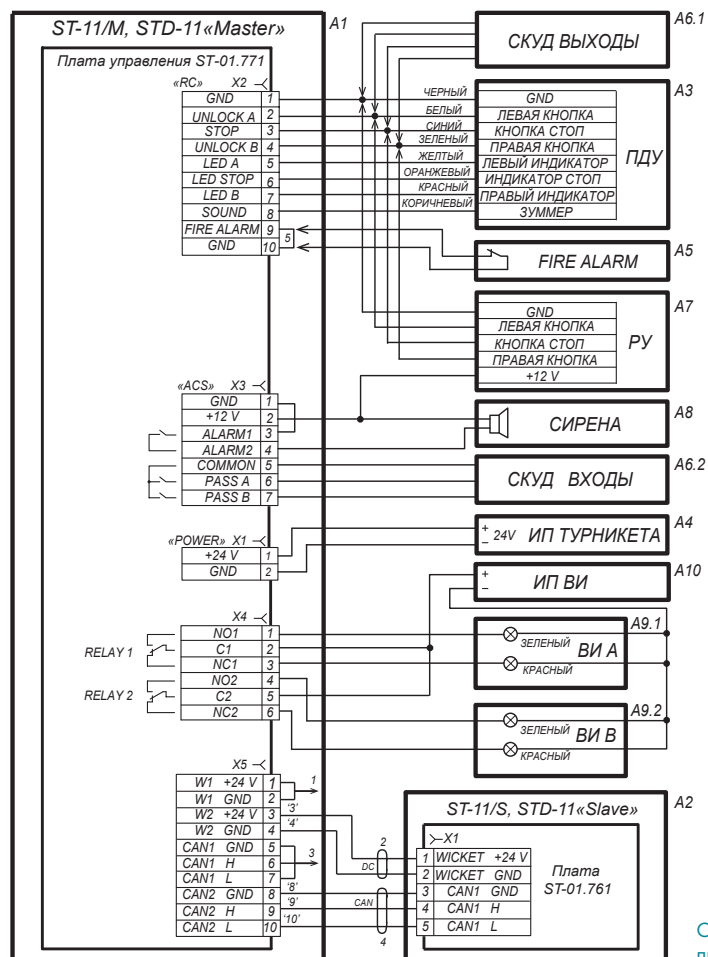 ST-11/M, STD-11«Master»
A1
Плата управления ST-01.771
«RC» X2
GND 1
UNLOCK A 2
STOP 3
UNLOCK B 4
LED A 5
LED STOP 6
LED B 7
SOUND 8
FIRE ALARM 9
GND 10
5
ЧЕРНЫЙ
БЕЛЫЙ
СИНИЙ
ЗЕЛЕНЫЙ
ЖЕЛТЫЙ
ОРАНЖЕВЫЙ
КРАСНЫЙ
КОРИЧНЕВЫЙ
СКУД ВЫХОДЫ
A6.1
A3
GND
ЛЕВАЯ КНОПКА
КНОПКА СТОП
ПРАВАЯ КНОПКА
ЛЕВЫЙ ИНДИКАТОР
ИНДИКАТОР СТОП
ПРАВЫЙ ИНДИКАТОР
ЗУММЕР
ПДУ
FIRE ALARM
A5
A7
GND
ЛЕВАЯ КНОПКА
КНОПКА СТОП
ПРАВАЯ КНОПКА
+12 V
РУ
«ACS» X3
GND 1
+12 V 2
ALARM1 3
ALARM2 4
COMMON 5
PASS A 6
PASS B 7
СИРЕНА
A8
СКУД ВХОДЫ
A6.2
«POWER» X1
+24 V 1
GND 2
+
– 24V ИП ТУРНИКЕТА
A4
+
–
ИП ВИ
A10
X4
NO1 1
C1 2
NC1 3
NO2 4
C2 5
NC2 6
RELAY 1
RELAY 2
A9.1
ЗЕЛЕНЫЙ
КРАСНЫЙ
ВИ А
A9.2
ЗЕЛЕНЫЙ
КРАСНЫЙ
ВИ В
X5
W1 +24 V 1
W1 GND 2
W2 +24 V 3
W2 GND 4
CAN1 GND 5
CAN1 H 6
CAN1 L 7
CAN2 GND 8
CAN2 H 9
CAN2 L 10
1
'3'
'4'
3
'8'
'9'
'10'
2
DC
CAN
4
ST-11/S, STD-11«Slave»
A2
X1
1 WICKET +24 V
2 WICKET GND
3 CAN1 GND
4 CAN1 H
5 CAN1 L
Плата
ST-01.761